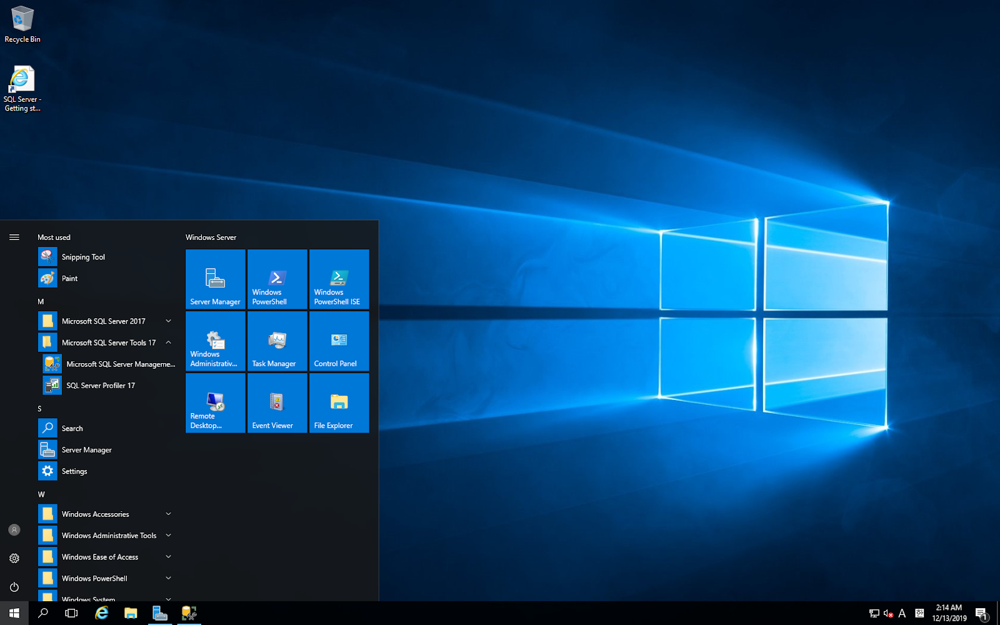 Recycle Bin
SQL Server -
Getting st...
Most used
Snipping Tool
Paint
M
Microsoft SQL Server 2017
Microsoft SQL Server Tools 17
Microsoft SQL Server Manageme...
SQL Server Profiler 17
S
Search
Server Manager
Settings
W
Windows Accessories
Windows Administrative Tools
Windows Ease of Access
Windows PowerShell
Windows System
Windows Server
Server Manager
Windows
PowerShell
Windows
PowerShell ISE
Windows
Administrativ...
Task Manager
Control Panel
Remote
Desktop...
Event Viewer
File Explorer
A
2:14 AM
12/13/2019
1